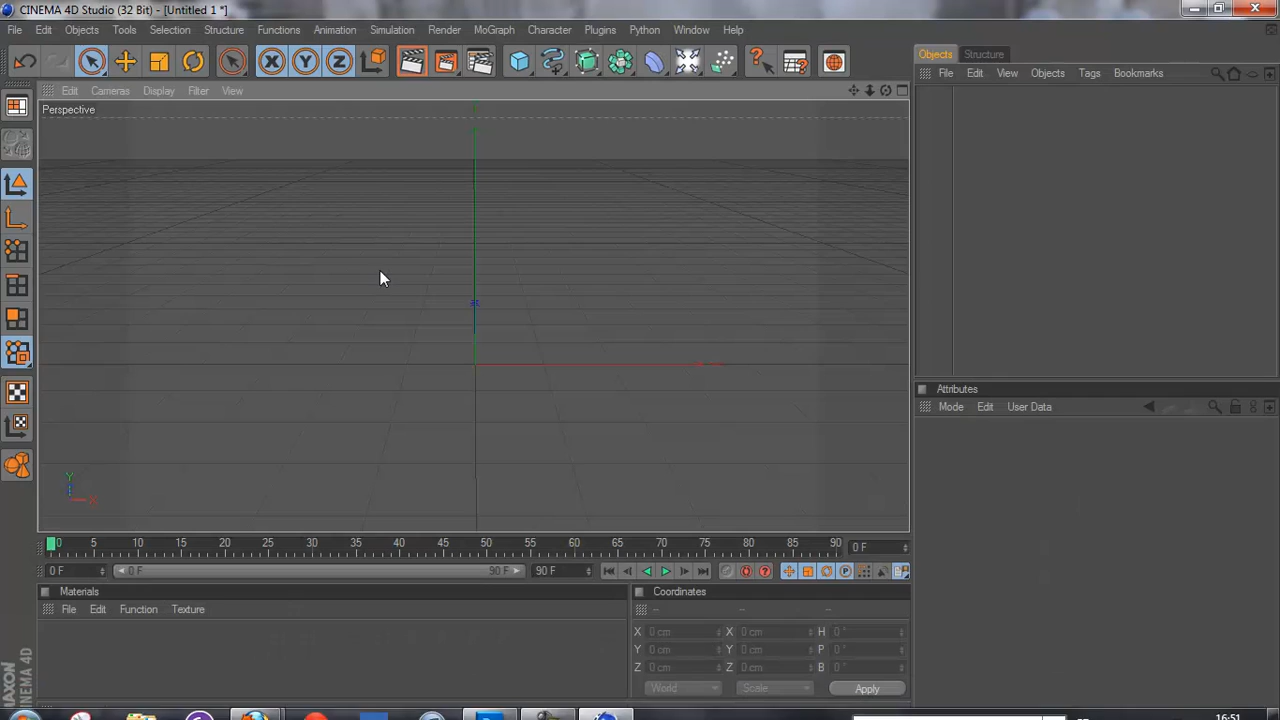 CINEMA 4D Studio (32 Bit) - [Untitled 1 *]
File Edit Objects Tools Selection Structure Functions Animation Simulation Render MoGraph Character Plugins Python Window Help
X Y Z
Objects Structure
File Edit View Objects Tags Bookmarks
Edit Cameras Display Filter View
Perspective
Y
X
Attributes
Mode Edit User Data
0 5 10 15 20 25 30 35 40 45 50 55 60 65 70 75 80 85 90 0 F
0 F 0 F 90 F 90 F
Materials
File Edit Function Texture
Coordinates
-- -- --
X 0 cm X 0 cm H 0 °
Y 0 cm Y 0 cm P 0 °
Z 0 cm Z 0 cm B 0 °
World Scale Apply
MAXON
CINEMA 4D
16:51